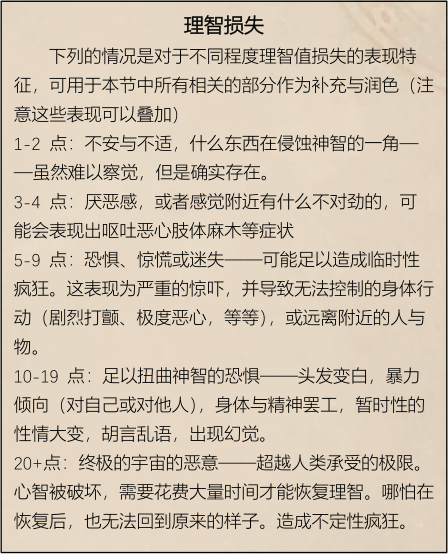 理智损失
下列的情况是对于不同程度理智值损失的表现特
征，可用于本节中所有相关的部分作为补充与润色（注
意这些表现可以叠加）
1-2 点：不安与不适，什么东西在侵蚀神智的一角—
—虽然难以察觉，但是确实存在。
3-4 点：厌恶感，或者感觉附近有什么不对劲的，可
能会表现出呕吐恶心肢体麻木等症状
5-9 点：恐惧、惊慌或迷失——可能足以造成临时性
疯狂。这表现为严重的惊吓，并导致无法控制的身体行
动（剧烈打颤、极度恶心，等等），或远离附近的人与
物。
10-19 点：足以扭曲神智的恐惧——头发变白，暴力
倾向（对自己或对他人），身体与精神罢工，暂时性的
性情大变，胡言乱语，出现幻觉。
20+点：终极的宇宙的恶意——超越人类承受的极限。
心智被破坏，需要花费大量时间才能恢复理智。哪怕在
恢复后，也无法回到原来的样子。造成不定性疯狂。